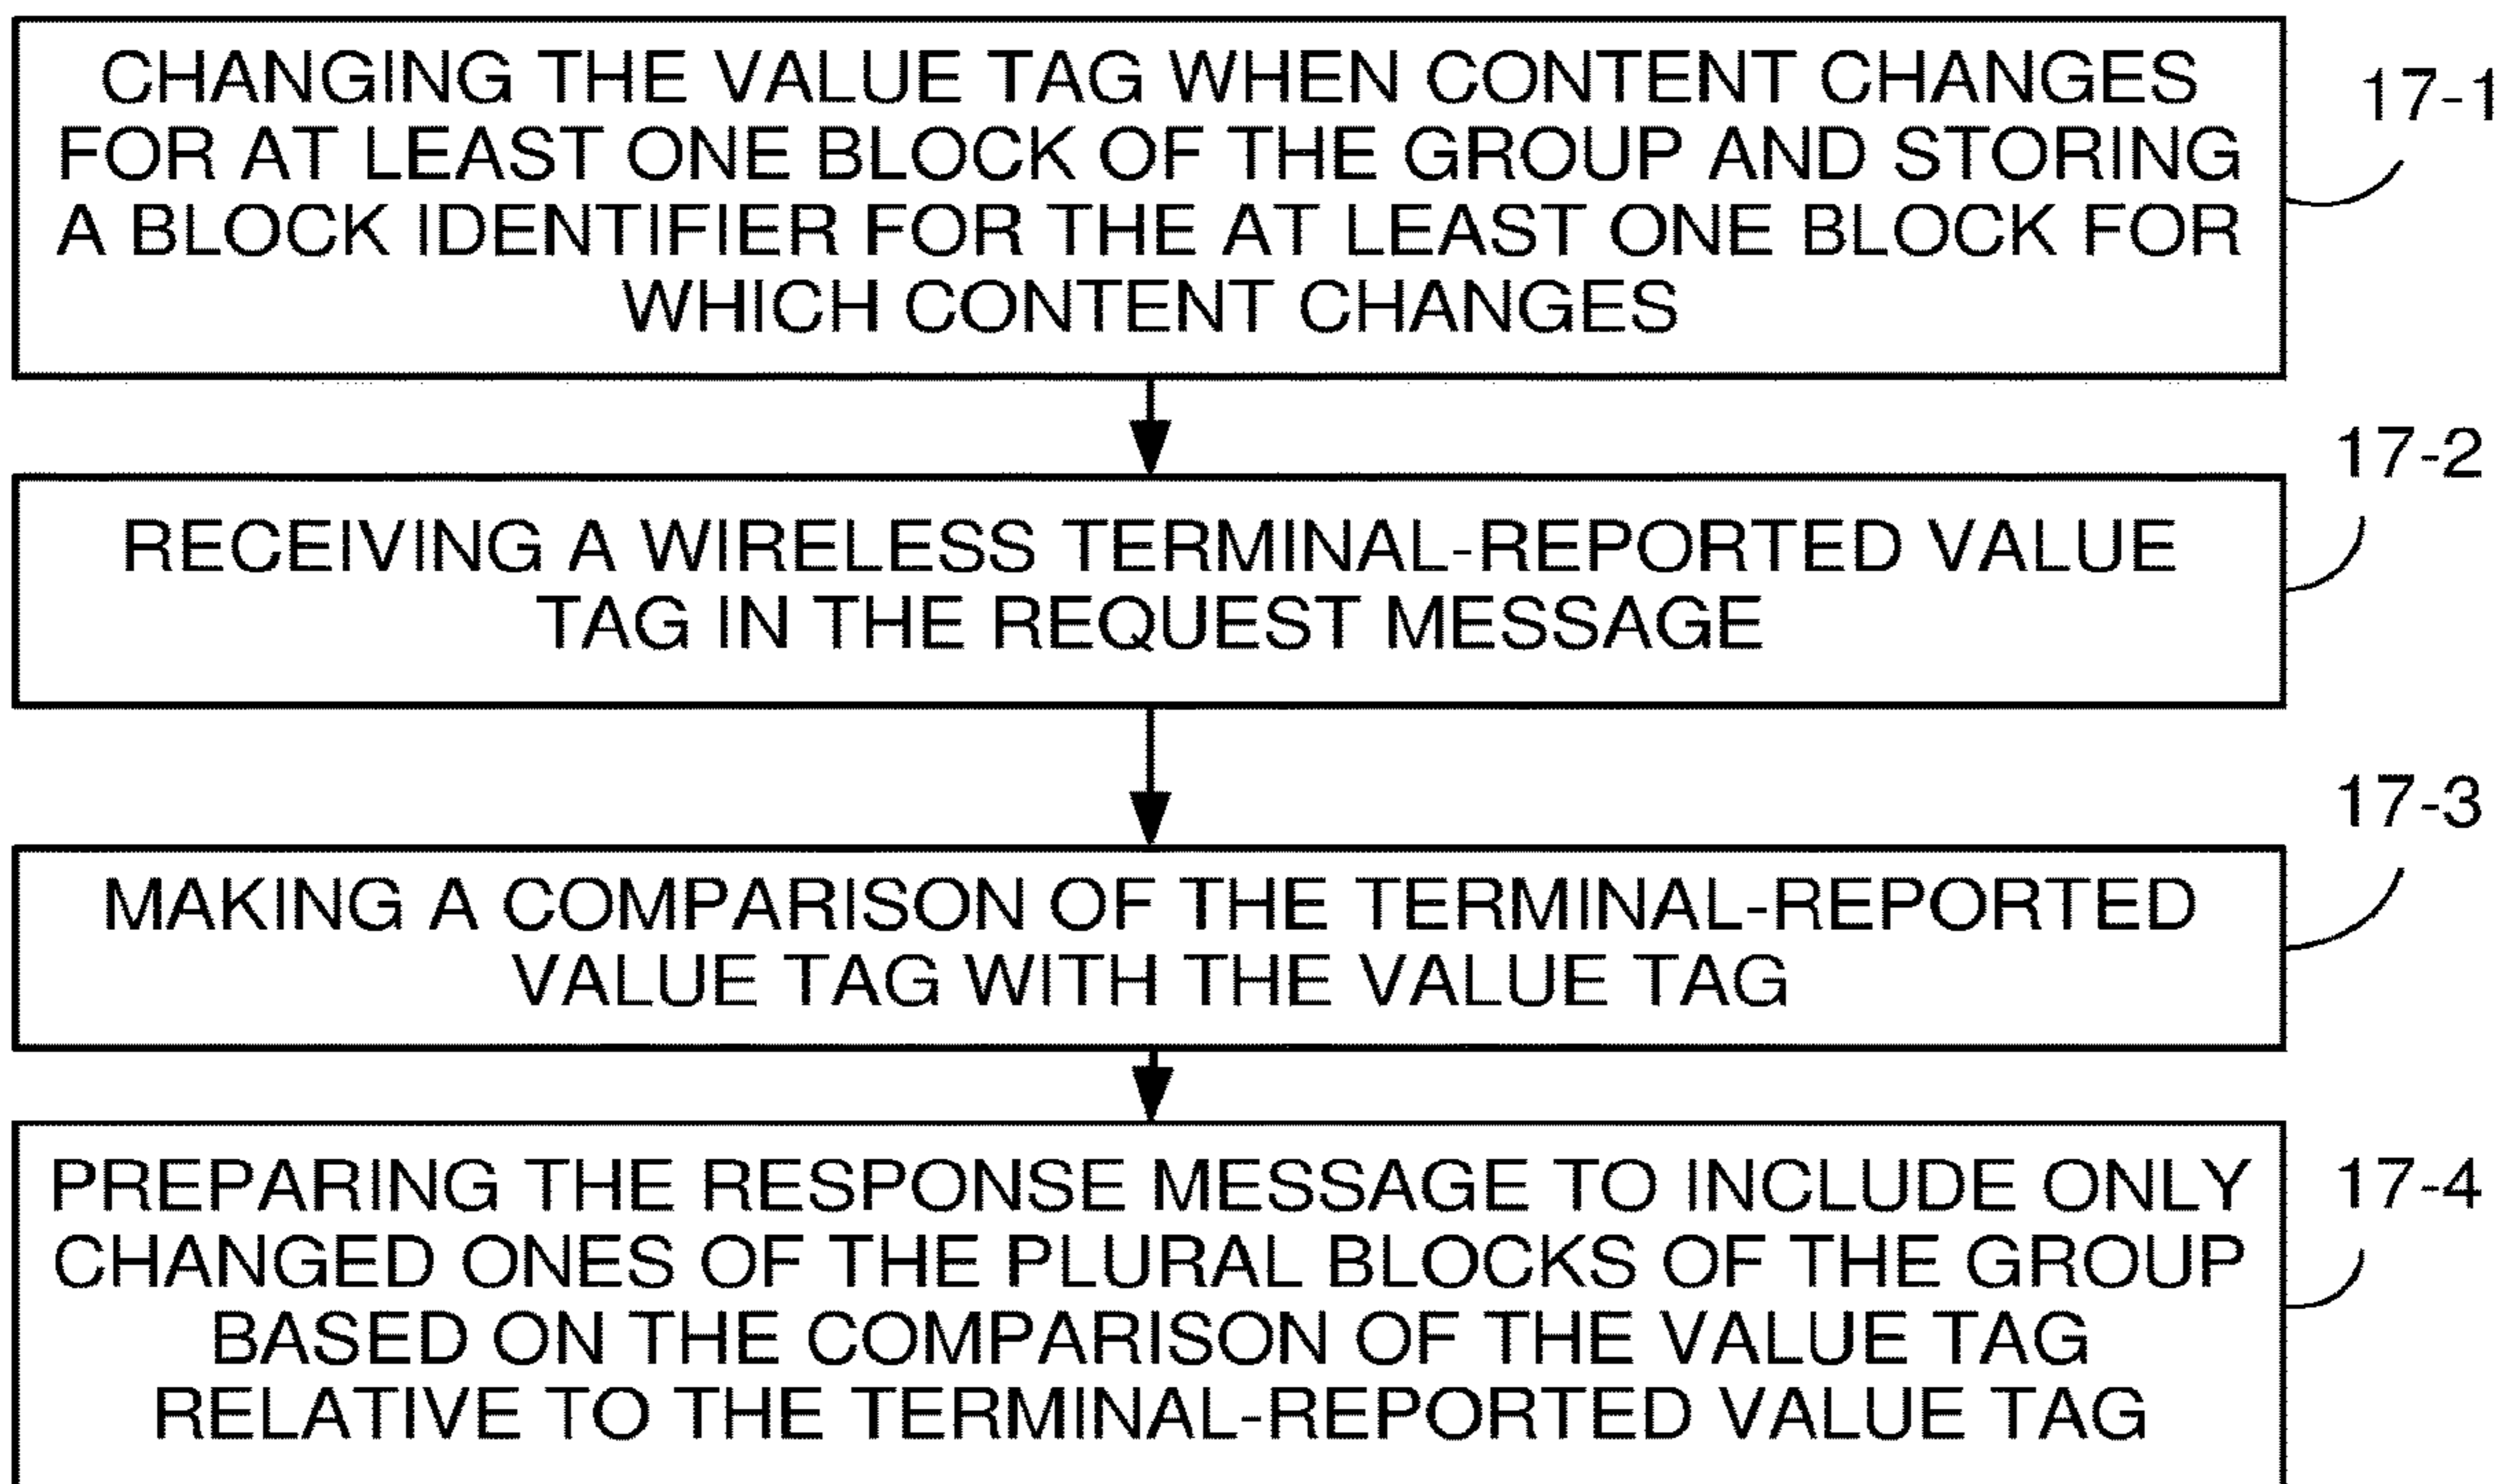 CHANGING THE VALUE TAG WHEN CONTENT CHANGES
FOR AT LEAST ONE BLOCK OF THE GROUP AND STORING
A BLOCK IDENTIFIER FOR THE AT LEAST ONE BLOCK FOR
WHICH CONTENT CHANGES
17-1
RECEIVING A WIRELESS TERMINAL-REPORTED VALUE
TAG IN THE REQUEST MESSAGE
17-2
MAKING A COMPARISON OF THE TERMINAL-REPORTED
VALUE TAG WITH THE VALUE TAG
17-3
PREPARING THE RESPONSE MESSAGE TO INCLUDE ONLY
CHANGED ONES OF THE PLURAL BLOCKS OF THE GROUP
BASED ON THE COMPARISON OF THE VALUE TAG
RELATIVE TO THE TERMINAL-REPORTED VALUE TAG
17-4